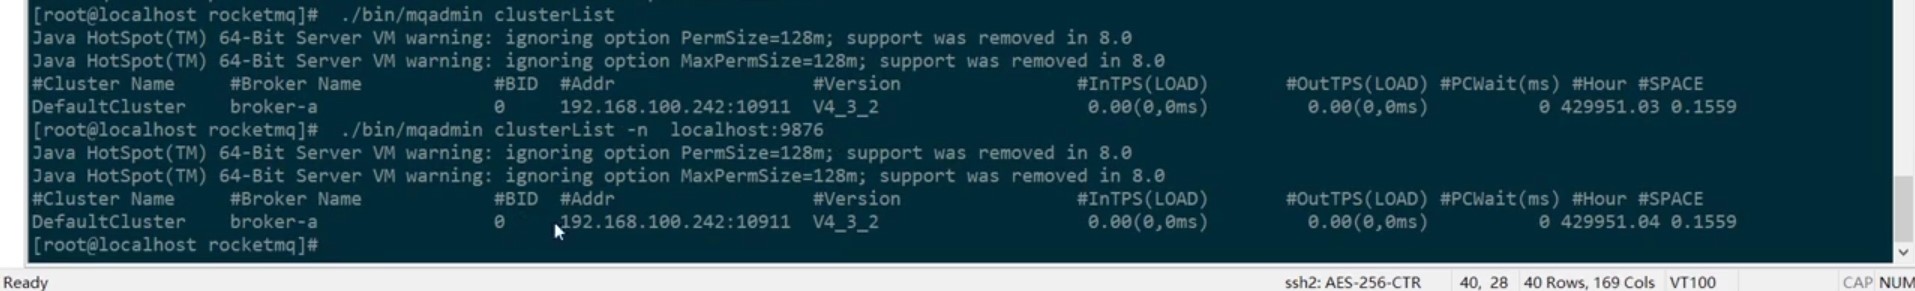 [root@localhost rocketmq]#  ./bin/mqadmin clusterList
Java HotSpot(TM) 64-Bit Server VM warning: ignoring option PermSize=128m; support was removed in 8.0
Java HotSpot(TM) 64-Bit Server VM warning: ignoring option MaxPermSize=128m; support was removed in 8.0
#Cluster Name     #Broker Name            #BID  #Addr                  #Version                #InTPS(LOAD)       #OutTPS(LOAD) #PCWait(ms) #Hour #SPACE
DefaultCluster    broker-a                0     192.168.100.242:10911  V4_3_2                   0.00(0,0ms)         0.00(0,0ms)          0 429951.03 0.1559
[root@localhost rocketmq]#  ./bin/mqadmin clusterList -n  localhost:9876
Java HotSpot(TM) 64-Bit Server VM warning: ignoring option PermSize=128m; support was removed in 8.0
Java HotSpot(TM) 64-Bit Server VM warning: ignoring option MaxPermSize=128m; support was removed in 8.0
#Cluster Name     #Broker Name            #BID  #Addr                  #Version                #InTPS(LOAD)       #OutTPS(LOAD) #PCWait(ms) #Hour #SPACE
DefaultCluster    broker-a                0     192.168.100.242:10911  V4_3_2                   0.00(0,0ms)         0.00(0,0ms)          0 429951.04 0.1559
[root@localhost rocketmq]#
Ready ssh2: AES-256-CTR 40, 28 40 Rows, 169 Cols VT100 CAP NUM